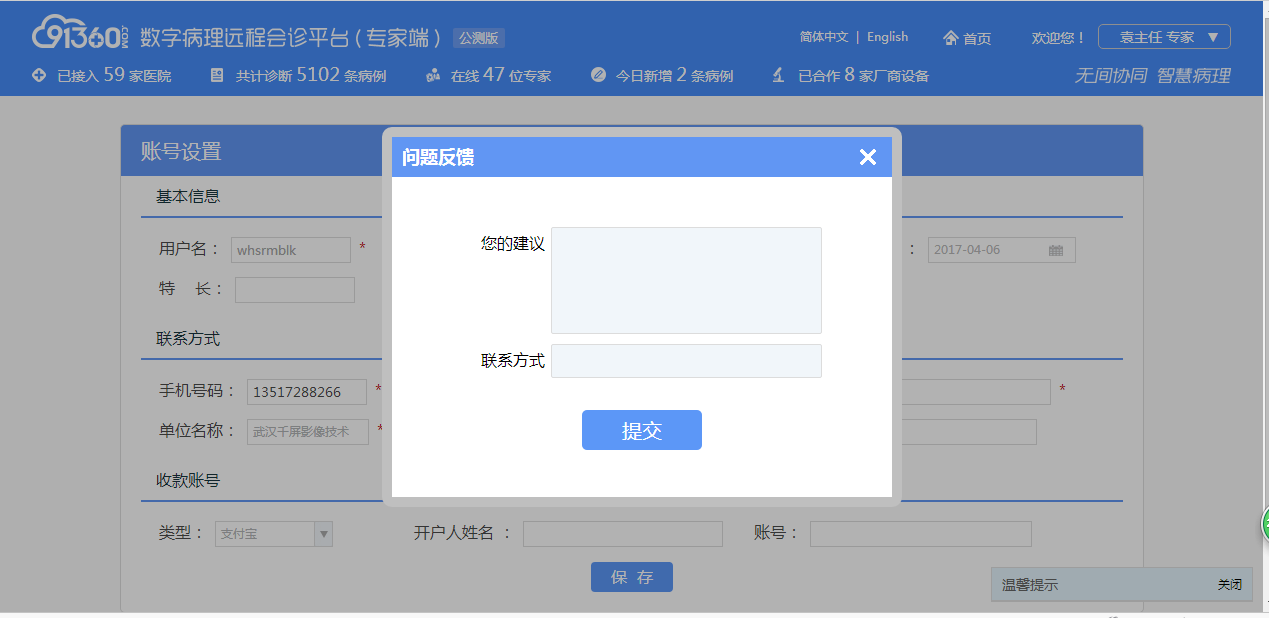 91360.COM 数字病理远程会诊平台(专家端) 公测版 简体中文 | English 首页 欢迎您! 袁主任 专家 ▼
已接入 59 家医院 共计诊断 5102 条病例 在线 47 位专家 今日新增 2 条病例 已合作 8 家厂商设备 无间协同 智慧病理
账号设置
问题反馈
基本信息
用户名: whsrmblk * : 2017-04-06
您的建议
特 长:
联系方式
联系方式
手机号码: 13517288266 * *
单位名称: 武汉千屏影像技术 *
提交
收款账号
类型: 支付宝 开户人姓名 : 账号:
保 存
温馨提示 关闭